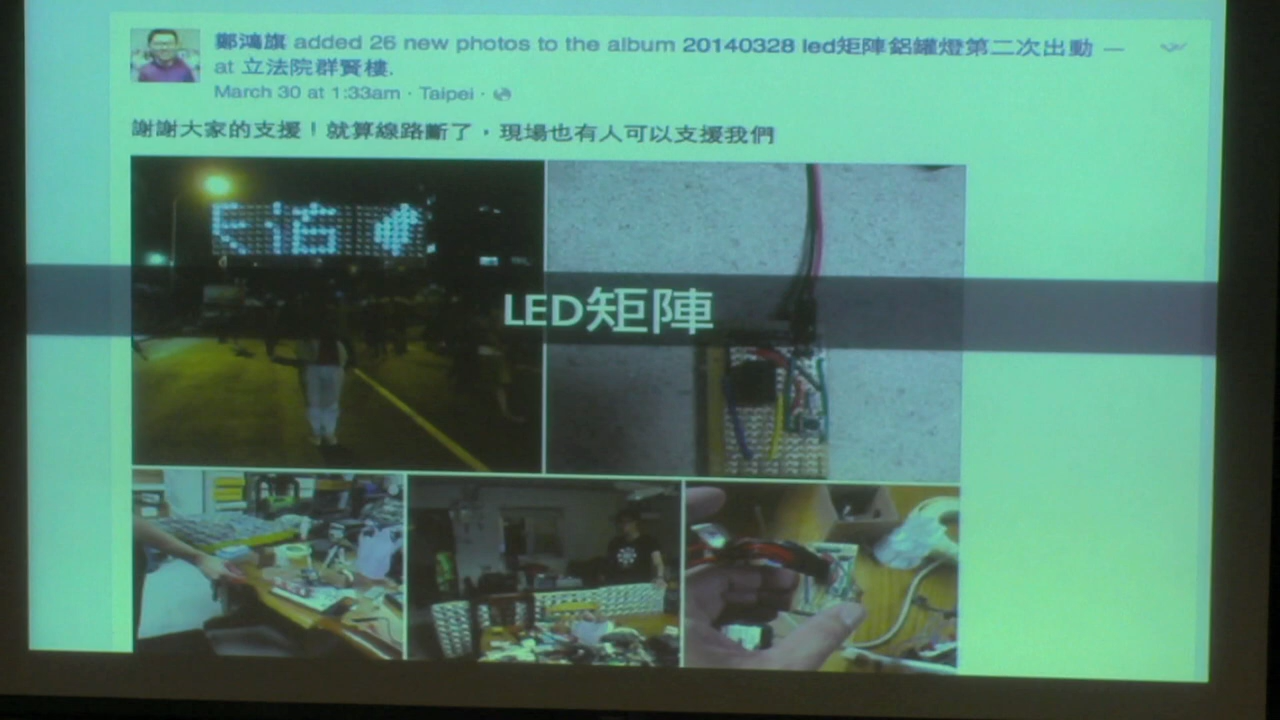 鄭鴻旗 added 26 new photos to the album 20140328 led矩陣鋁罐燈第二次出動 —
at 立法院群賢樓.
March 30 at 1:33am · Taipei ·
謝謝大家的支援！就算線路斷了，現場也有人可以支援我們
LED矩陣